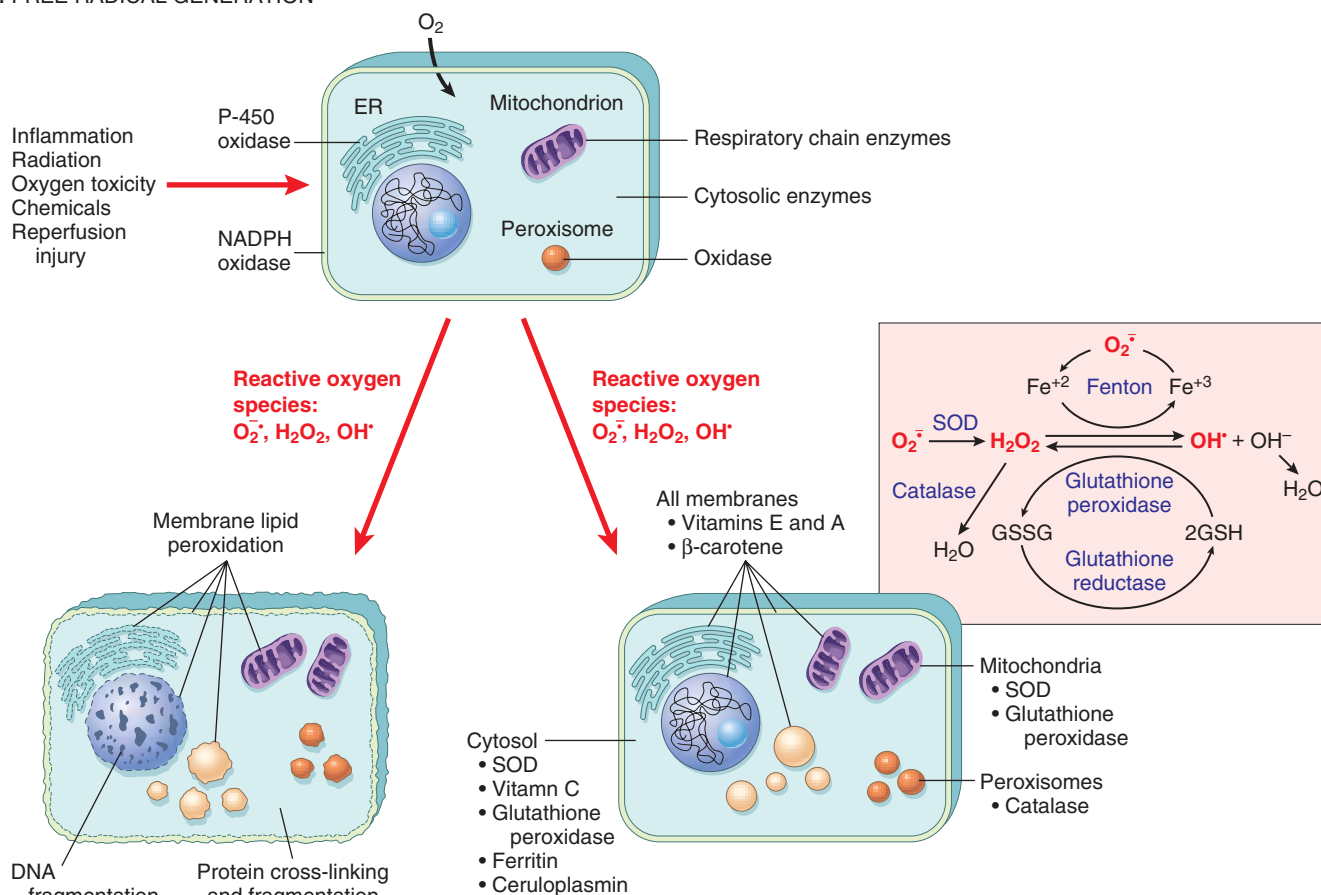 FREE RADICAL GENERATION
O₂
ER
Mitochondrion
P-450
oxidase
Inflammation
Radiation
Oxygen toxicity
Chemicals
Reperfusion
injury
Respiratory chain enzymes
Cytosolic enzymes
NADPH
oxidase
Peroxisome
Oxidase
Reactive oxygen
species:
O₂⁻•, H₂O₂, OH•
Reactive oxygen
species:
O₂⁻•, H₂O₂, OH•
O₂⁻•
Fe⁺² Fenton Fe⁺³
O₂⁻• SOD H₂O₂ OH• + OH⁻
Catalase
Glutathione
peroxidase
H₂O
GSSG 2GSH
H₂O
Glutathione
reductase
Membrane lipid
peroxidation
All membranes
• Vitamins E and A
• β-carotene
Mitochondria
• SOD
• Glutathione
peroxidase
Peroxisomes
• Catalase
Cytosol
• SOD
• Vitamn C
• Glutathione
peroxidase
• Ferritin
• Ceruloplasmin
DNA
fragmentation
Protein cross-linking
and fragmentation